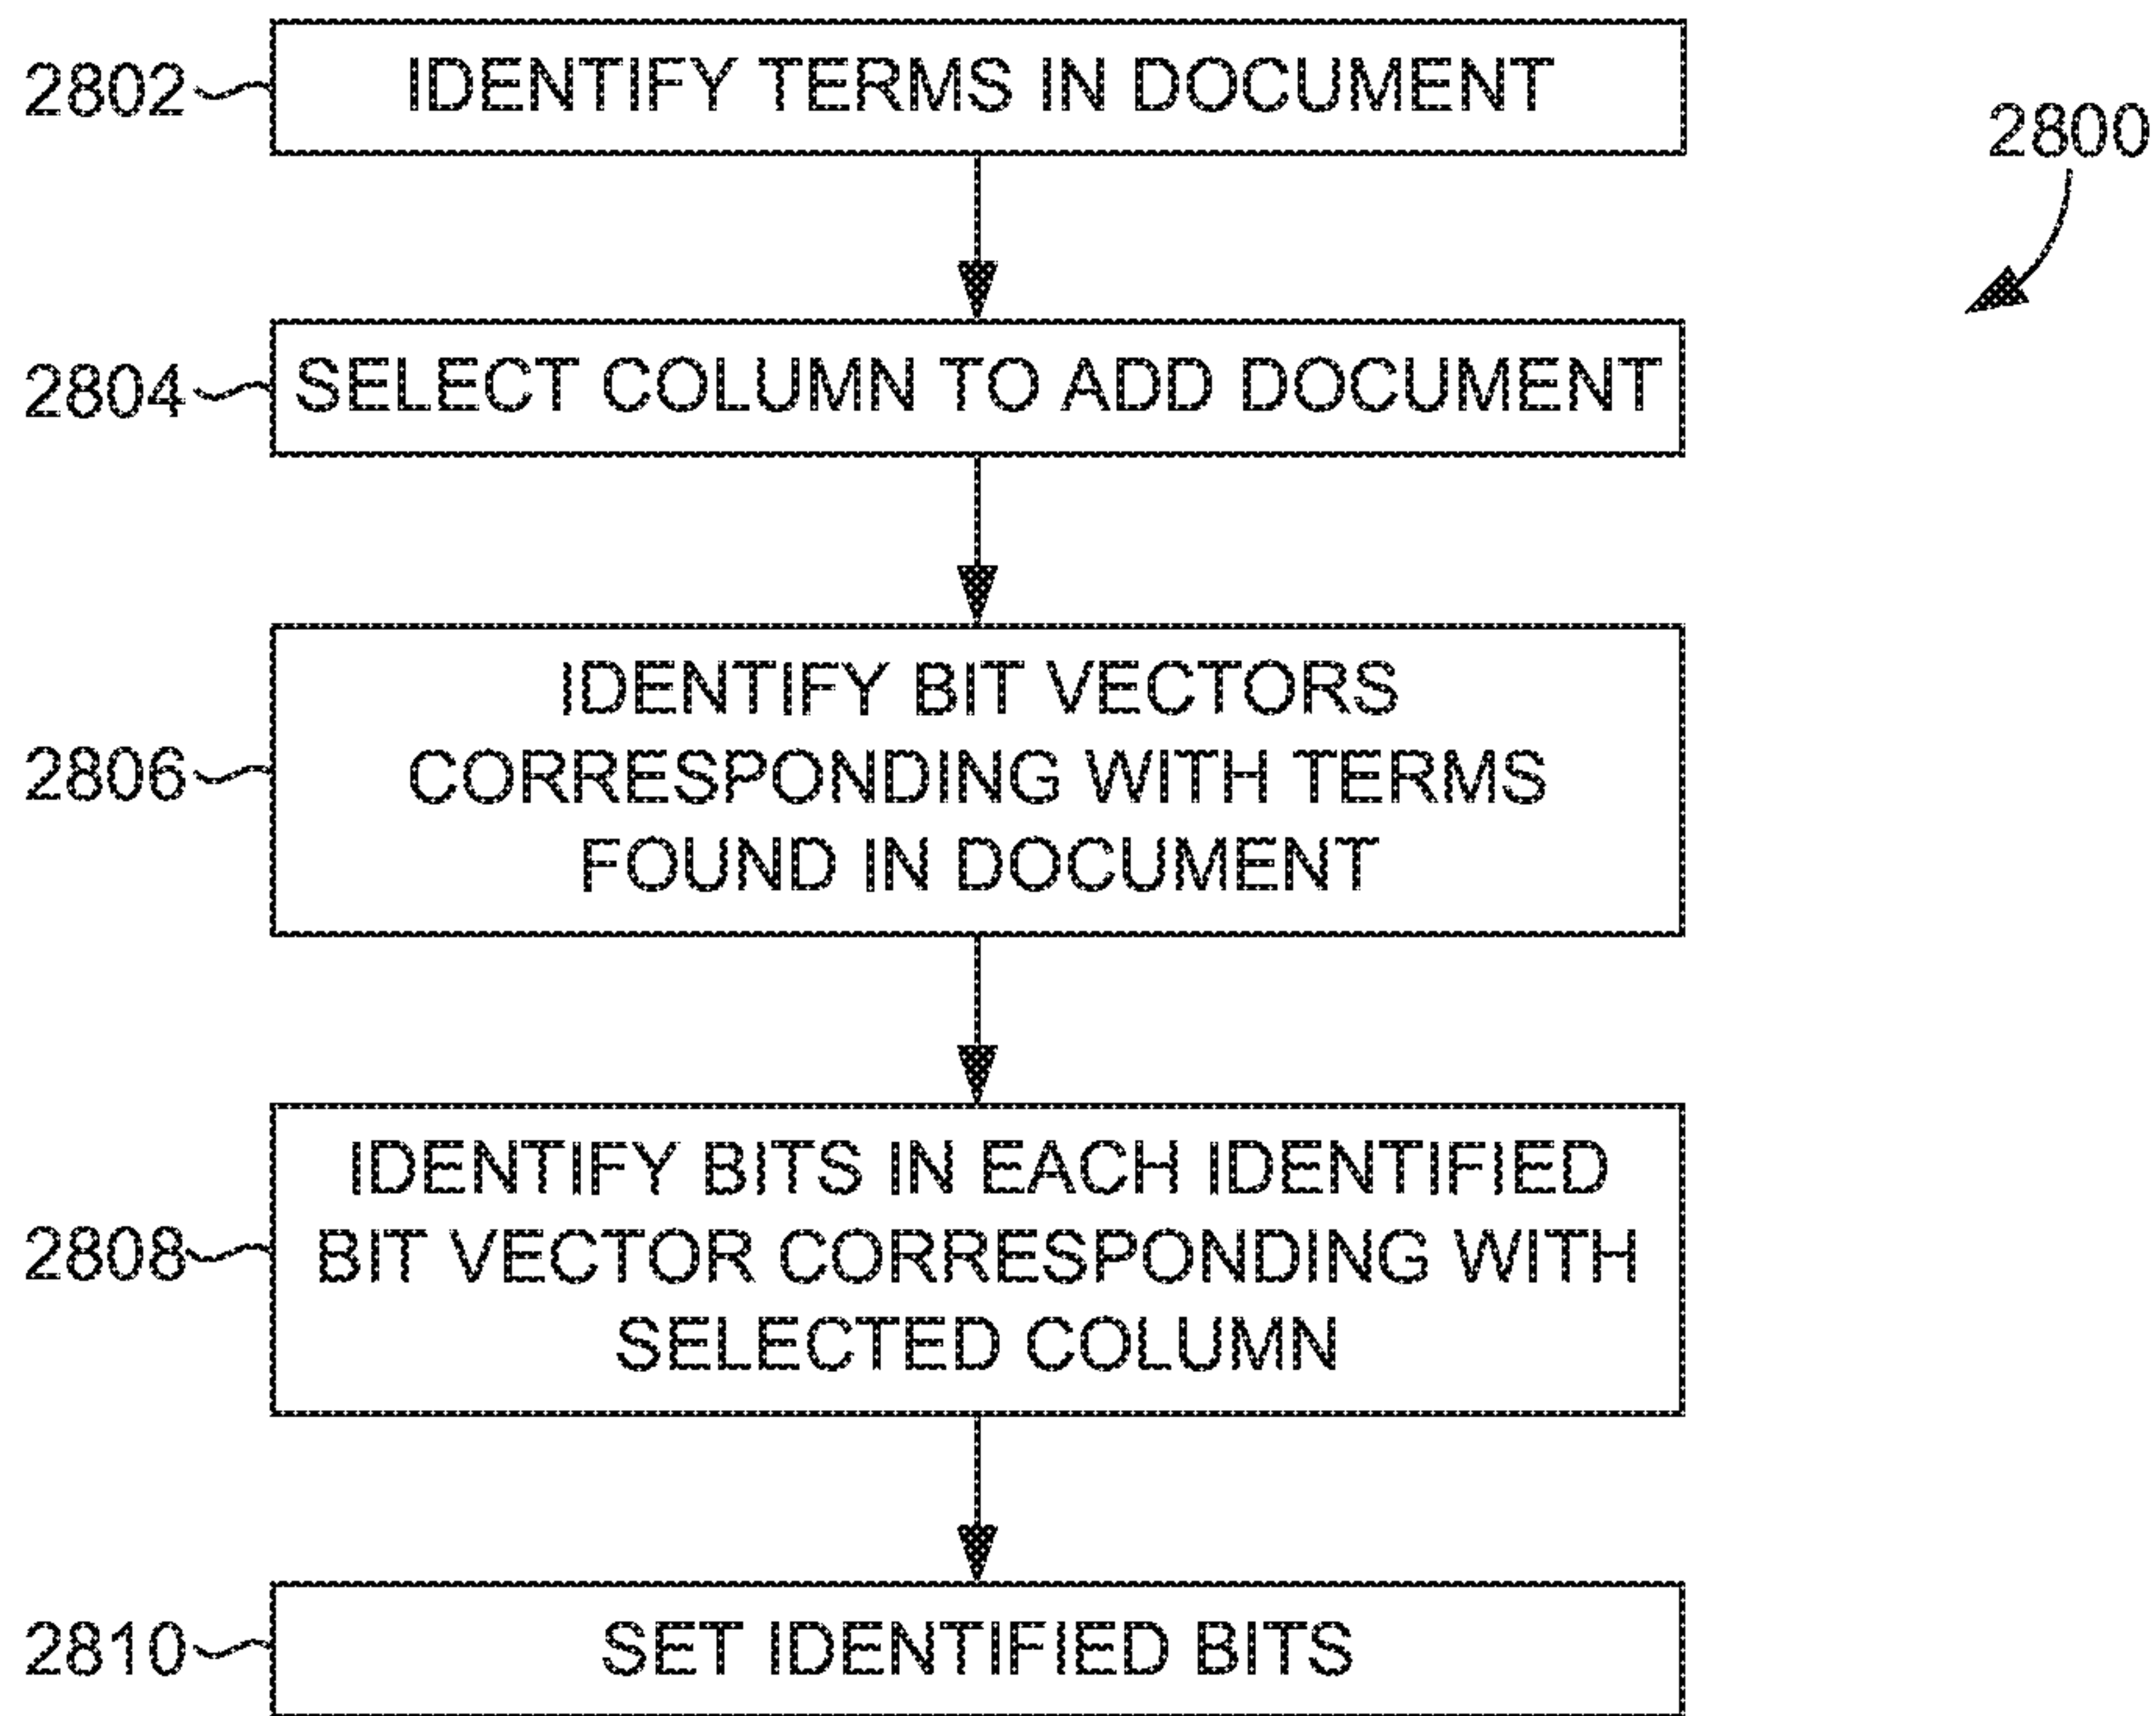 2802
IDENTIFY TERMS IN DOCUMENT
2800
2804
SELECT COLUMN TO ADD DOCUMENT
2806
IDENTIFY BIT VECTORS
CORRESPONDING WITH TERMS
FOUND IN DOCUMENT
2808
IDENTIFY BITS IN EACH IDENTIFIED
BIT VECTOR CORRESPONDING WITH
SELECTED COLUMN
2810
SET IDENTIFIED BITS